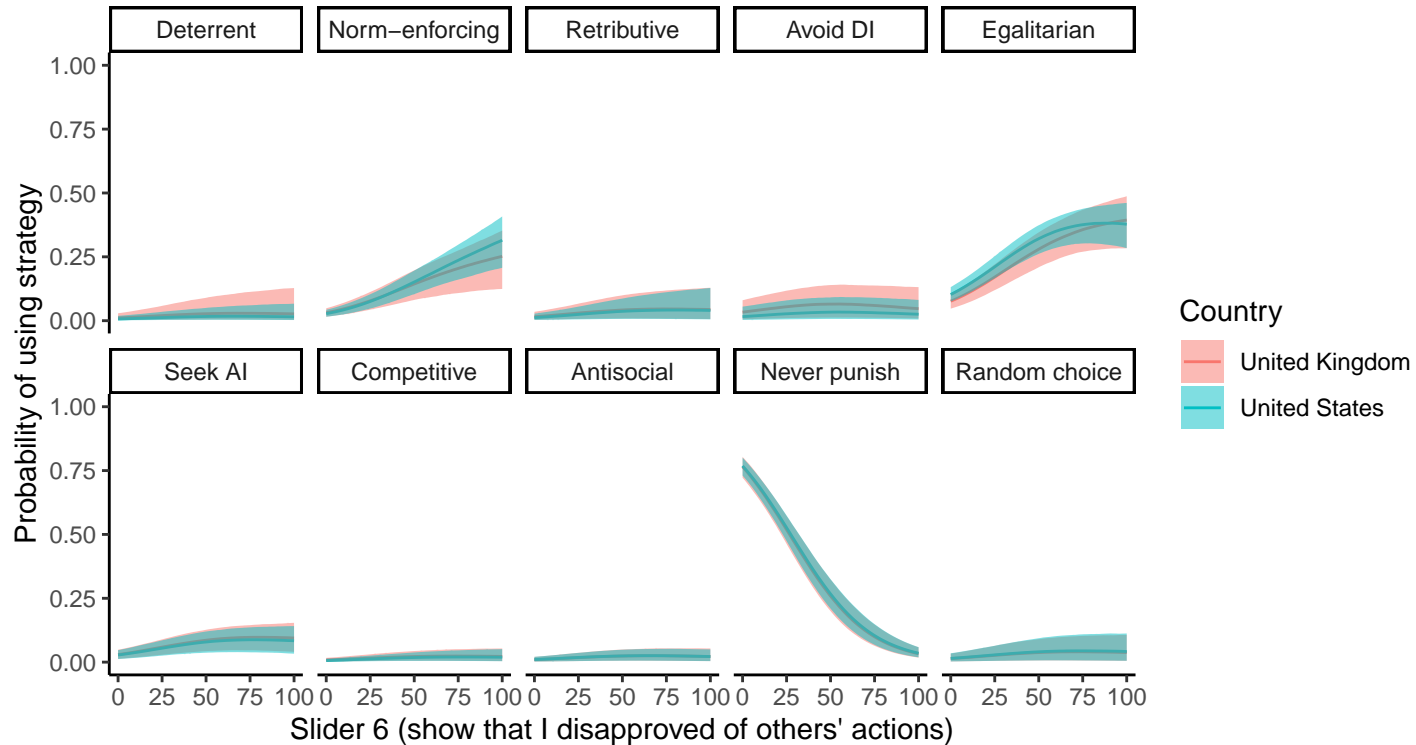 Deterrent
Norm−enforcing
Retributive
Avoid DI
Egalitarian
1.00
0.75
0.50
0.25
0.00
Seek AI
Competitive
Antisocial
Never punish
Random choice
1.00
0.75
0.50
0.25
0.00
0 25 50 75 100
0 25 50 75 100
0 25 50 75 100
0 25 50 75 100
0 25 50 75 100
Slider 6 (show that I disapproved of others' actions)
Probability of using strategy
Country
United Kingdom
United States